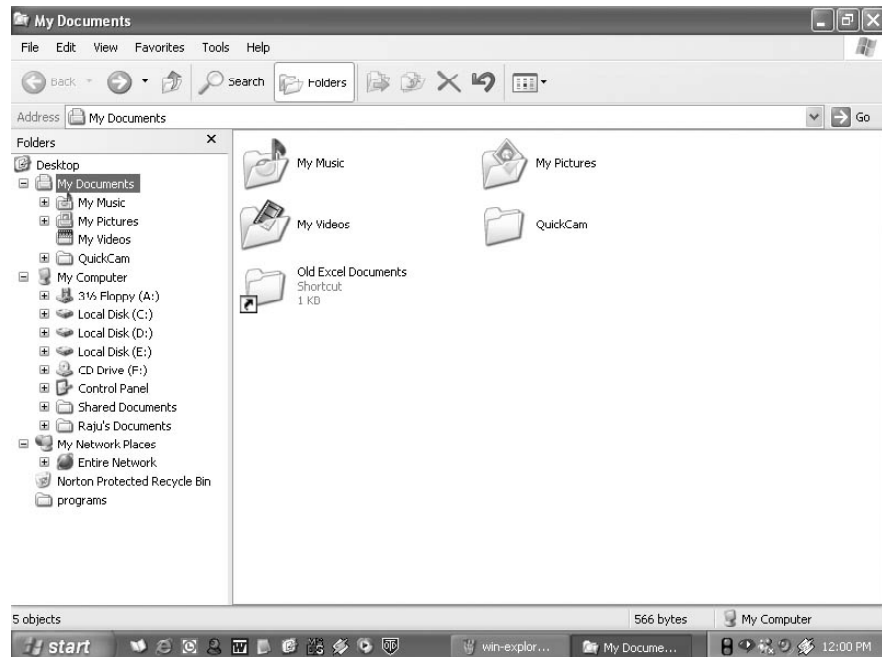 My Documents
File Edit View Favorites Tools Help
Back Search Folders
Address My Documents Go
Folders
Desktop
My Documents
My Music
My Pictures
My Videos
QuickCam
My Computer
3½ Floppy (A:)
Local Disk (C:)
Local Disk (D:)
Local Disk (E:)
CD Drive (F:)
Control Panel
Shared Documents
Raju's Documents
My Network Places
Entire Network
Norton Protected Recycle Bin
programs
My Music
My Pictures
My Videos
QuickCam
Old Excel Documents
Shortcut
1 KB
5 objects
566 bytes
My Computer
start
win-explor...
My Docume...
12:00 PM